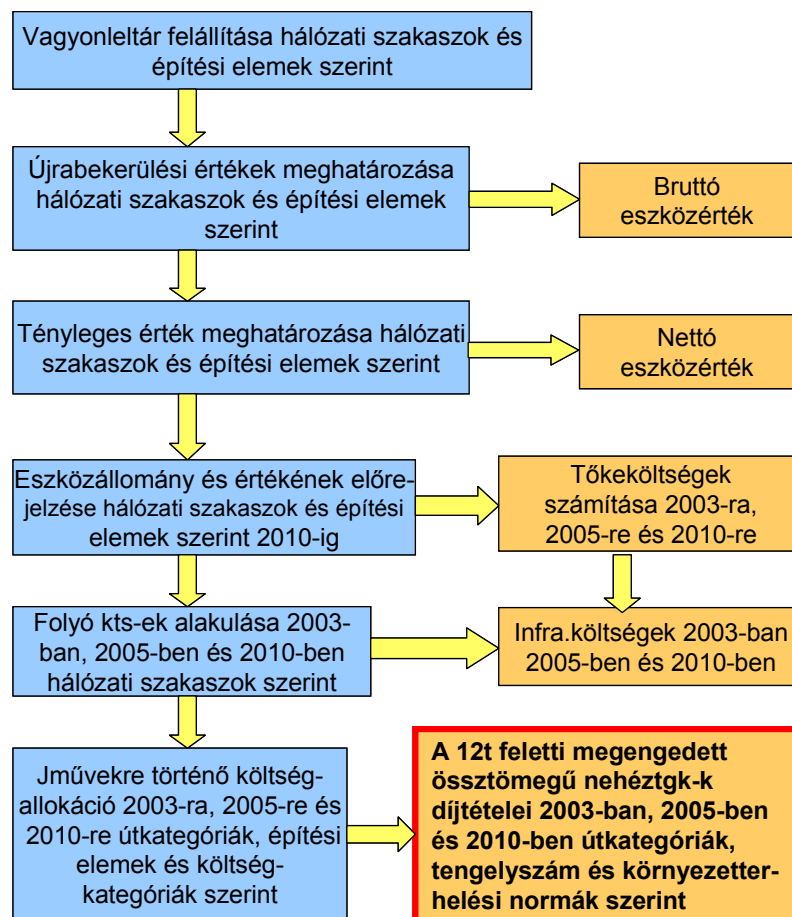 Vagyonleltár felállítása hálózati szakaszok és
építési elemek szerint
Újrabekerülési értékek meghatározása
hálózati szakaszok és építési elemek
szerint
Bruttó
eszközérték
Tényleges érték meghatározása hálózati
szakaszok és építési elemek szerint
Nettó
eszközérték
Eszközállomány és értékének előre-
jelzése hálózati szakaszok és építési
elemek szerint 2010-ig
Tőkeköltségek
számítása 2003-ra,
2005-re és 2010-re
Folyó kts-ek alakulása 2003-
ban, 2005-ben és 2010-ben
hálózati szakaszok szerint
Infra.költségek 2003-ban
2005-ben és 2010-ben
Jművekre történő költség-
allokáció 2003-ra, 2005-re és
2010-re útkategóriák, építési
elemek és költség-
kategóriák szerint
A 12t feletti megengedett
össztömegű nehéztgk-k
díjtételei 2003-ban, 2005-ben
és 2010-ben útkategóriák,
tengelyszám és környezetter-
helési normák szerint